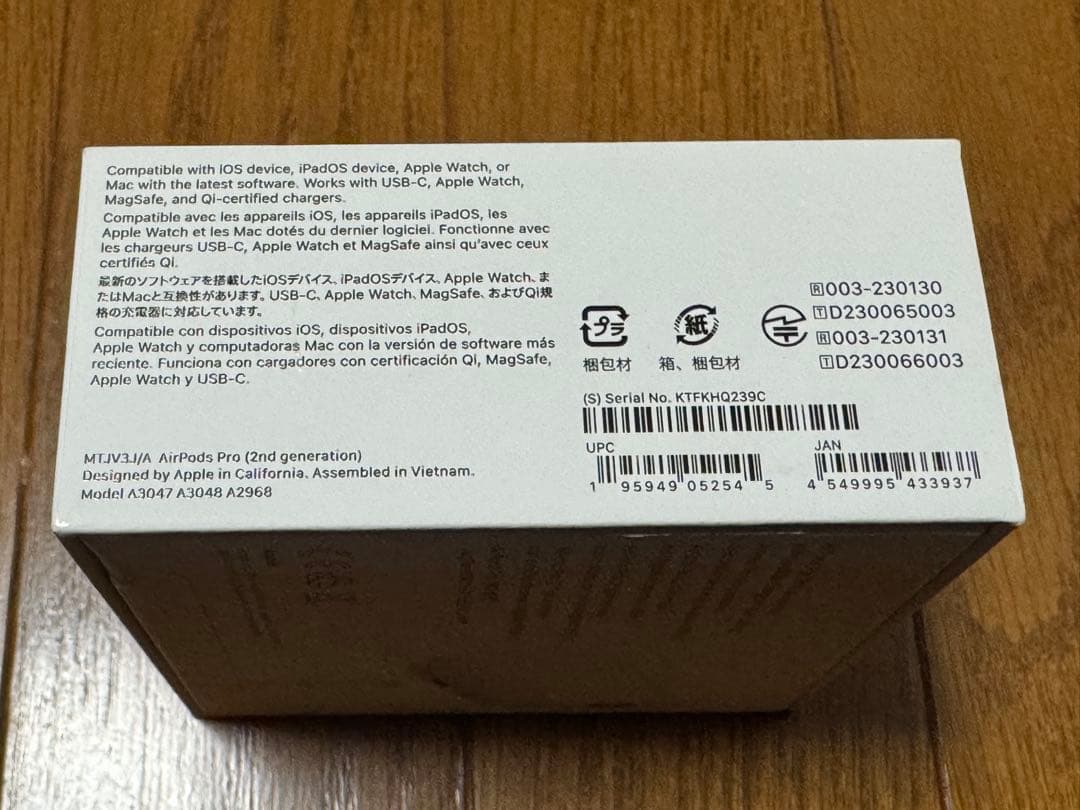 Compatible with iOS device, iPadOS device, Apple Watch, or
Mac with the latest software. Works with USB-C, Apple Watch,
MagSafe, and Qi-certified chargers.
Compatible avec les appareils iOS, les appareils iPadOS, les
Apple Watch et les Mac dotés du dernier logiciel. Fonctionne avec
les chargeurs USB-C, Apple Watch et MagSafe ainsi qu'avec ceux
certifiés Qi.
最新のソフトウェアを搭載したiOSデバイス、iPadOSデバイス、Apple Watch、ま
たはMacと互換性があります。USB-C、Apple Watch、MagSafe、およびQi規
格の充電器に対応しています。
Compatible con dispositivos iOS, dispositivos iPadOS,
Apple Watch y computadoras Mac con la versión de software más
reciente. Funciona con cargadores con certificación Qi, MagSafe,
Apple Watch y USB-C.
MTJV3J/A AirPods Pro (2nd generation)
Designed by Apple in California. Assembled in Vietnam.
Model A3047 A3048 A2968
プラ
梱包材
紙
箱、梱包材
R 003-230130
T D230065003
R 003-230131
T D230066003
(S) Serial No. KTFKHQ239C
UPC
1 95949 05254 5
JAN
4 549995 433937